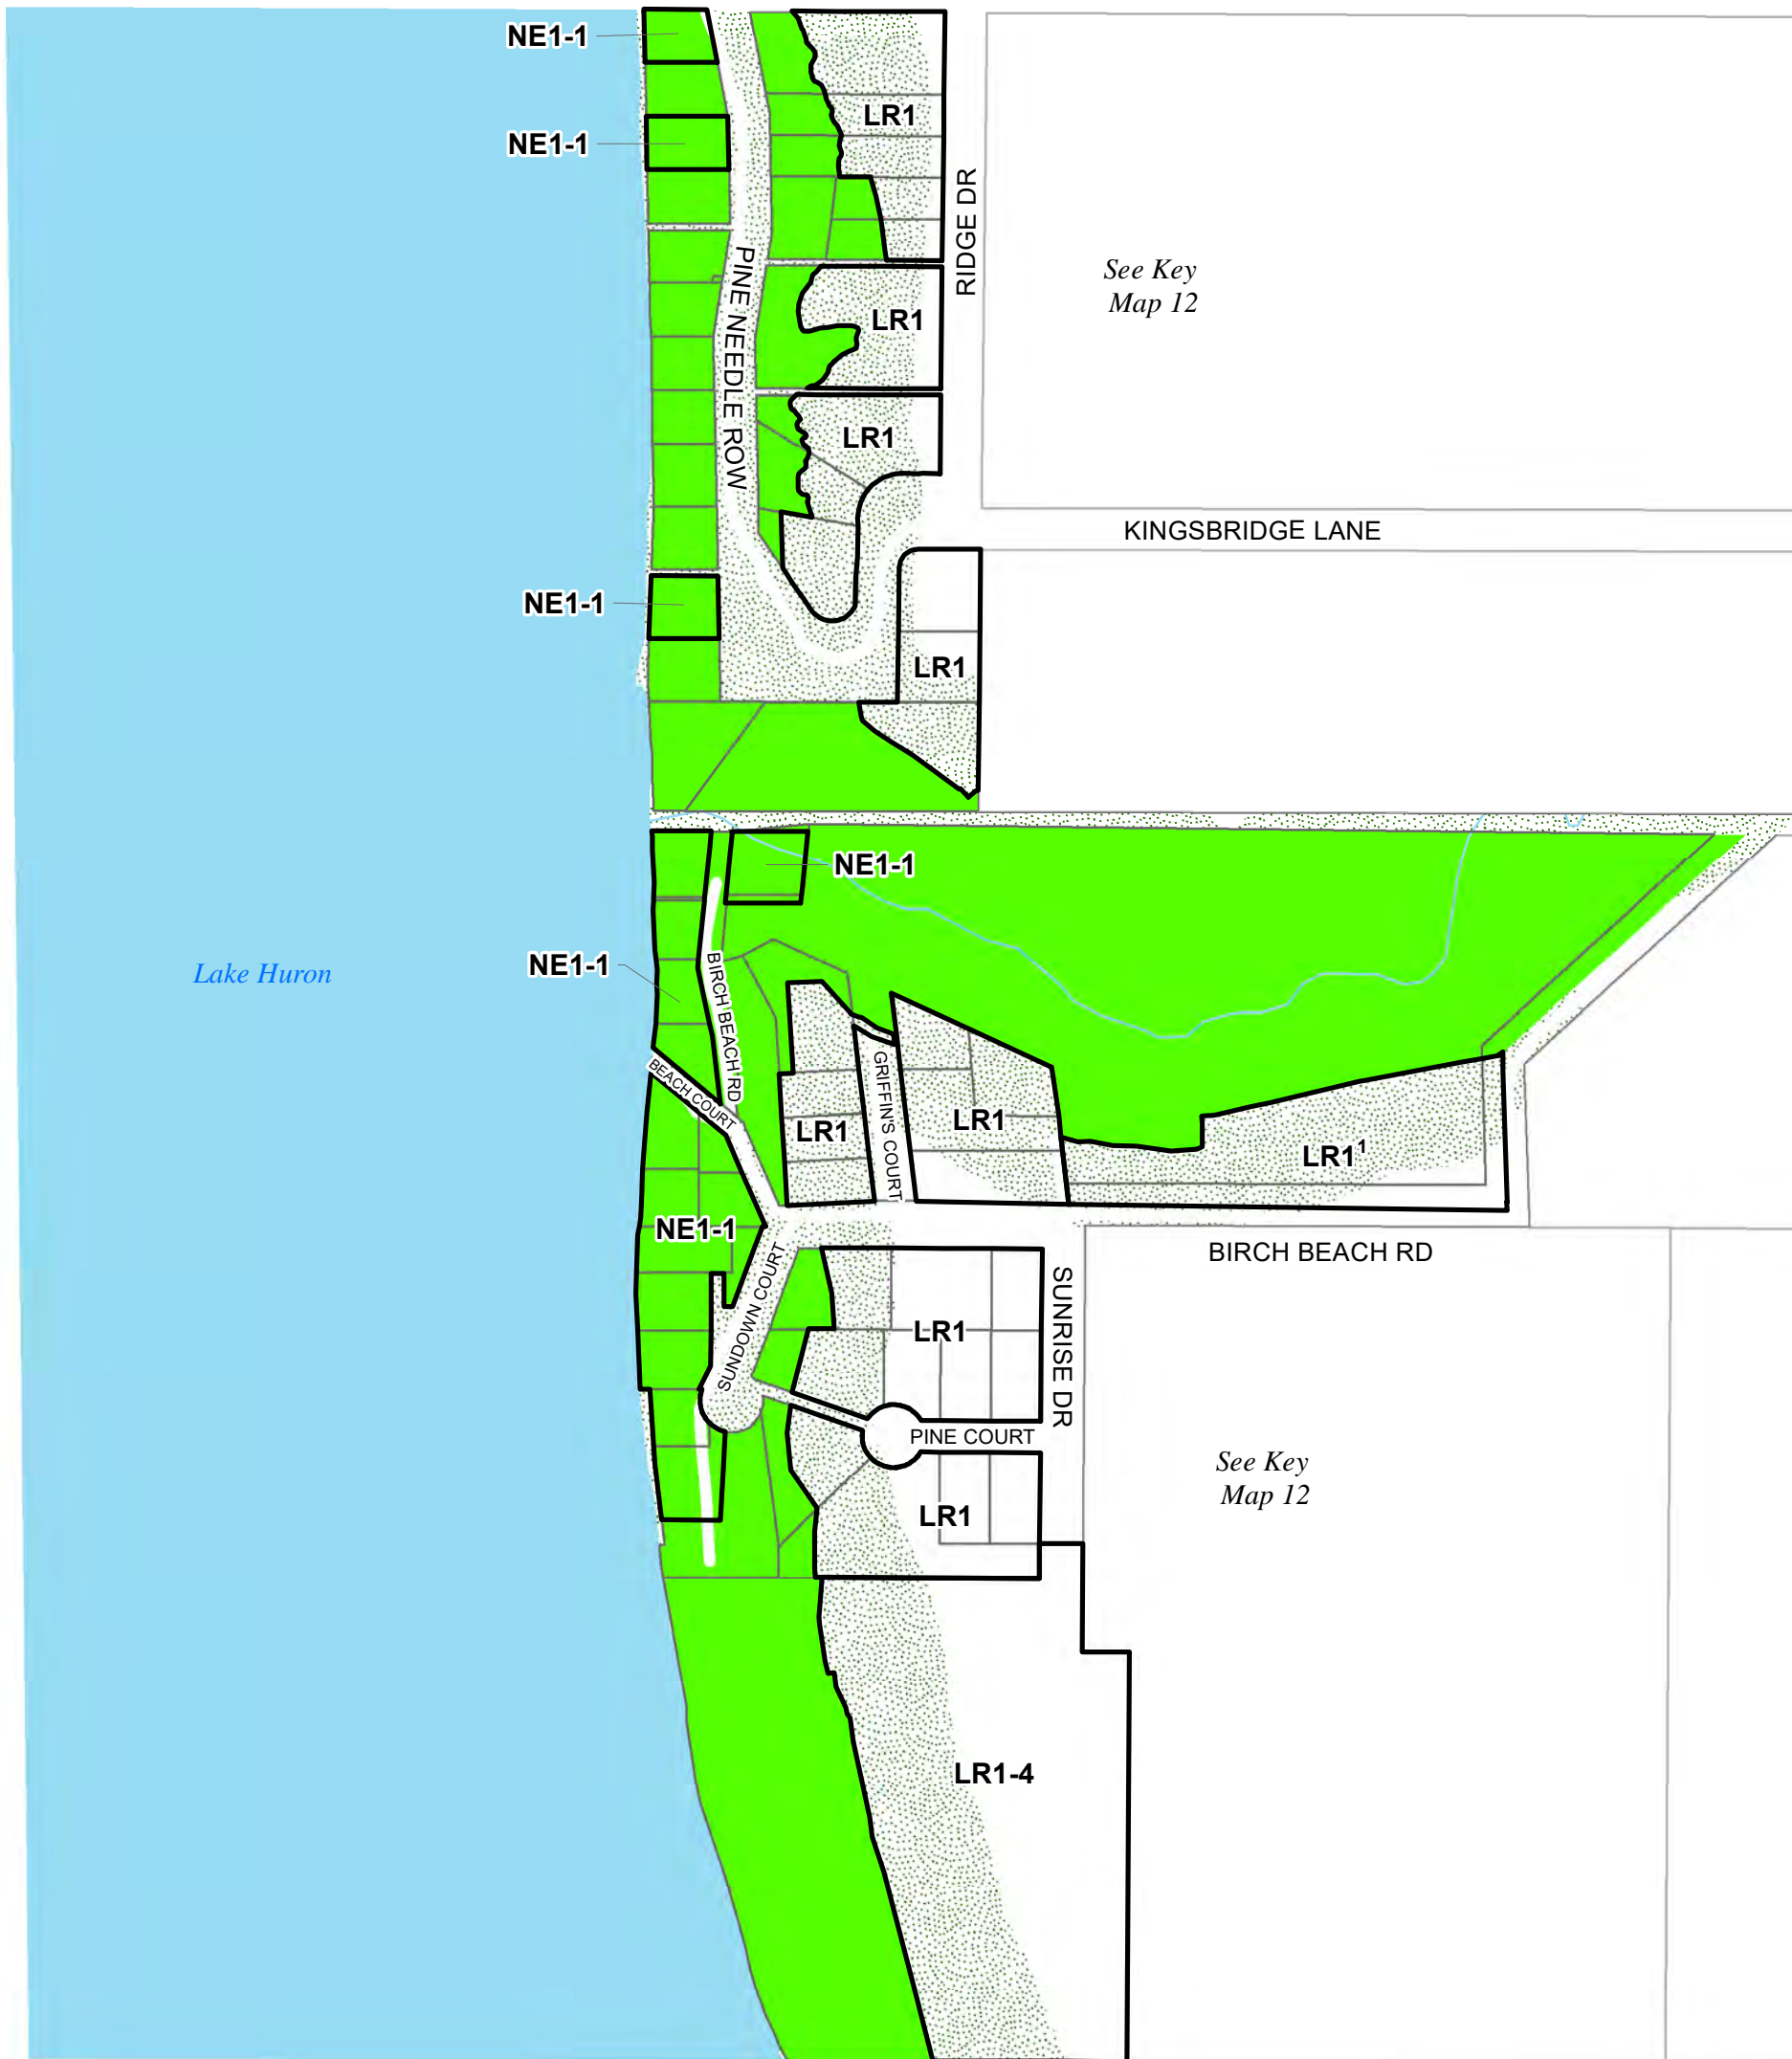 NE1-1
LR1
NE1-1
RIDGE DR
See Key
Map 12
PINE NEEDLE ROW
LR1
LR1
KINGSBRIDGE LANE
NE1-1
LR1
NE1-1
NE1-1
Lake Huron
BIRCH BEACH RD
BEACH COURT
GRIFFIN'S COURT
LR1
LR1
LR1¹
NE1-1
BIRCH BEACH RD
SUNDOWN COURT
SUNRISE DR
LR1
PINE COURT
See Key
Map 12
LR1
LR1-4